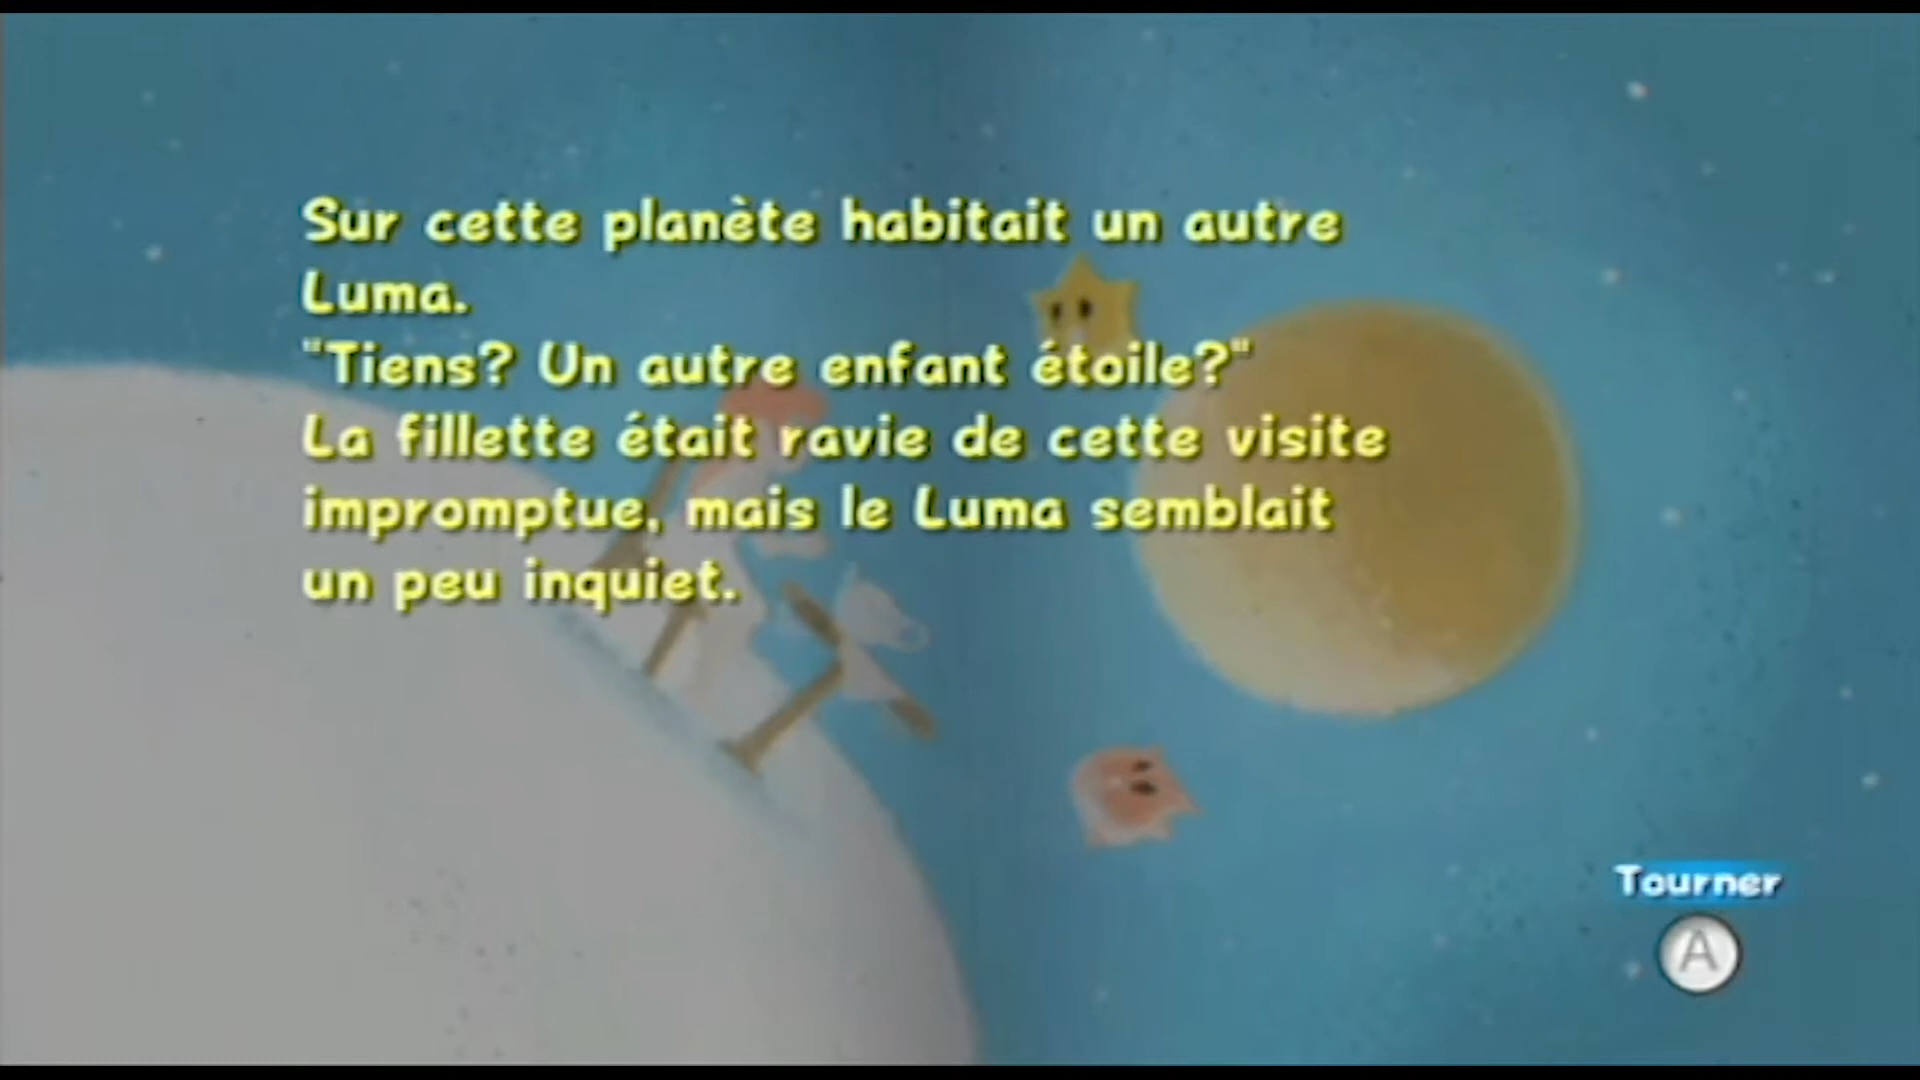 Sur cette planète habitait un autre
Luma.
"Tiens? Un autre enfant étoile?"
La fillette était ravie de cette visite
impromptue, mais le Luma semblait
un peu inquiet.
Tourner
A